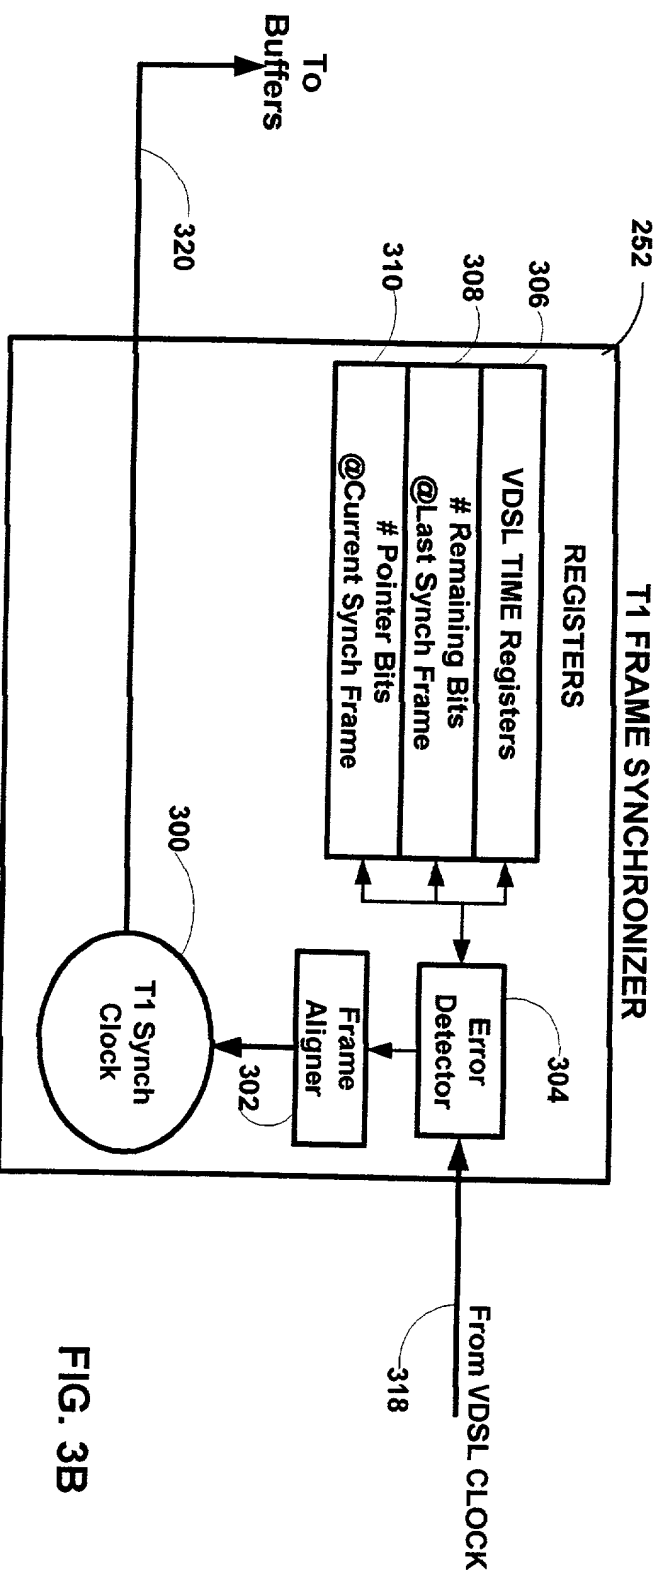 T1 FRAME SYNCHRONIZER
252
REGISTERS
306
VDSL TIME Registers
308
# Remaining Bits
@Last Synch Frame
310
# Pointer Bits
@Current Synch Frame
Error
Detector
304
From VDSL CLOCK
318
Frame
Aligner
302
T1 Synch
Clock
300
320
To
Buffers
FIG. 3B